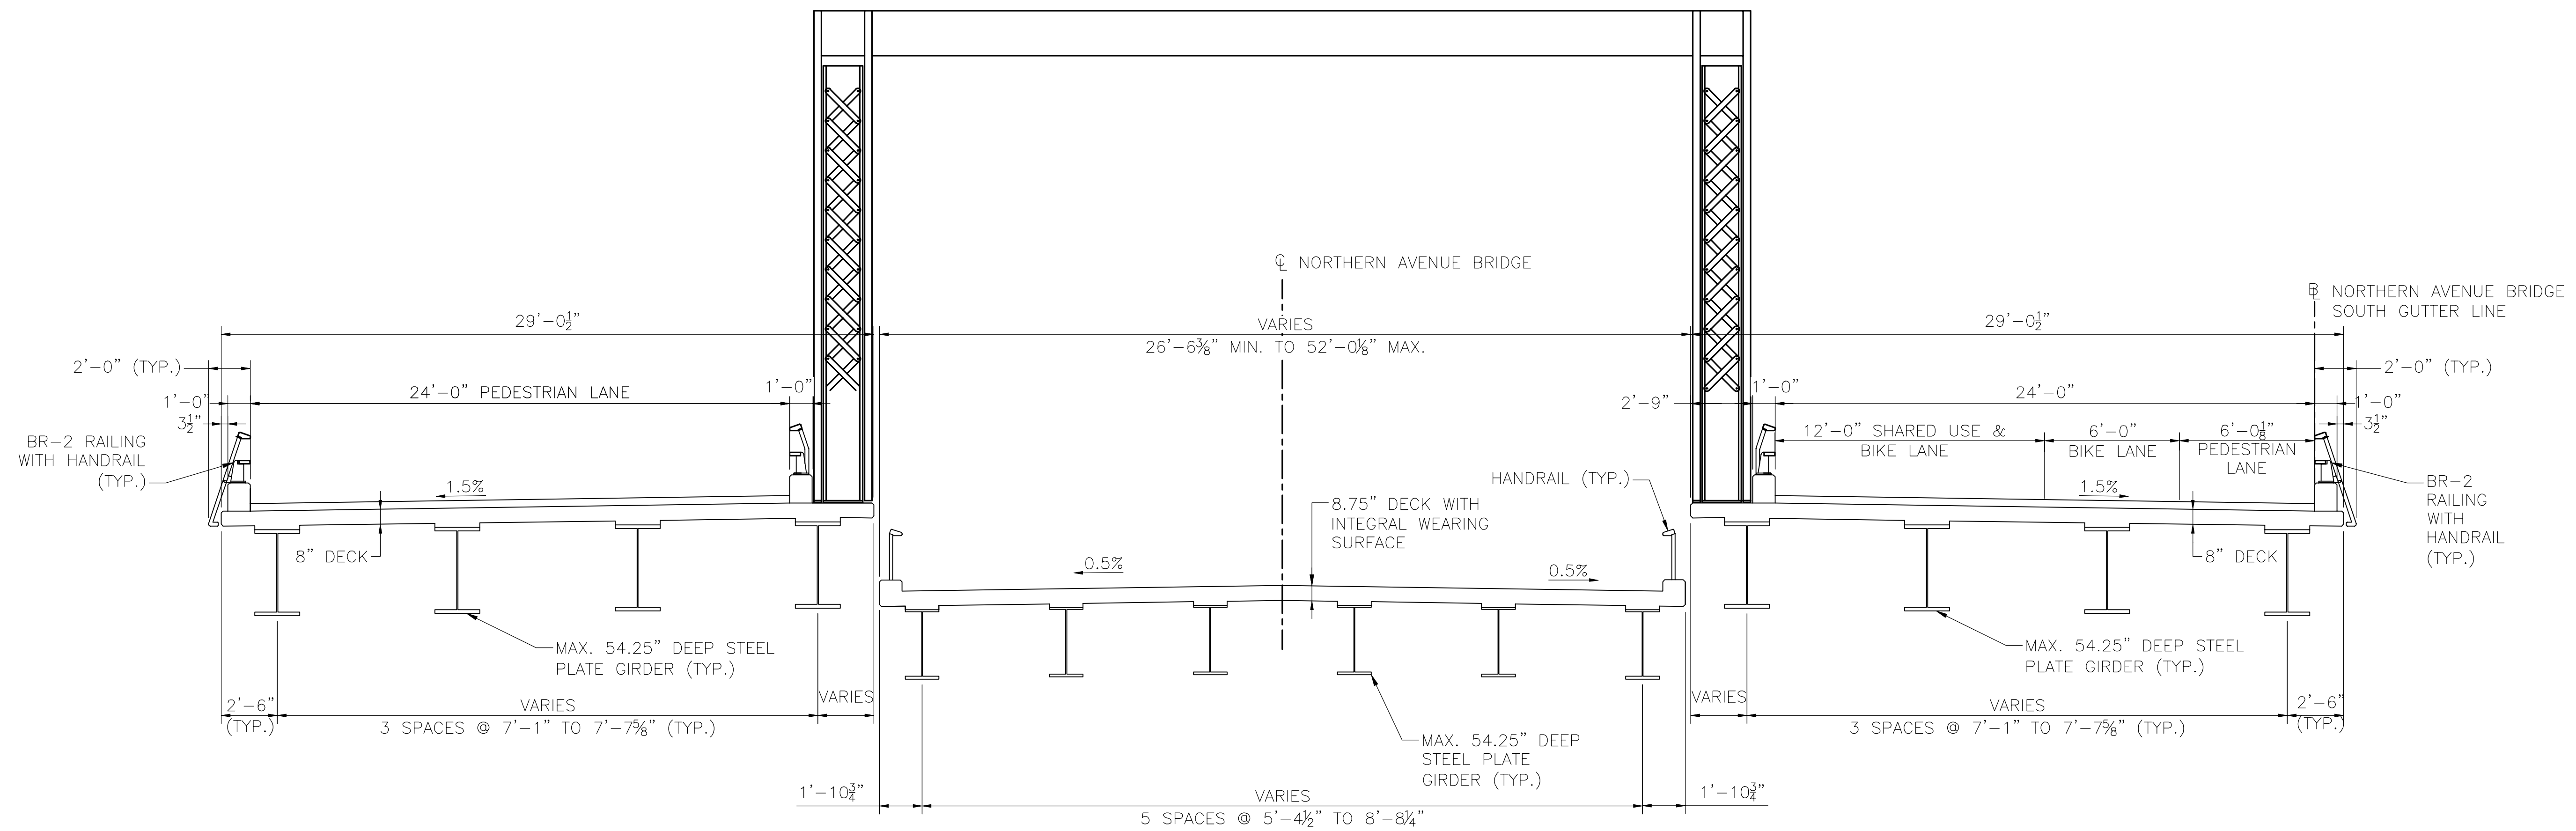 ℄ NORTHERN AVENUE BRIDGE
℞ NORTHERN AVENUE BRIDGE
SOUTH GUTTER LINE
29'-0½"
VARIES
26'-6⅜" MIN. TO 52'-0⅛" MAX.
29'-0½"
2'-0" (TYP.)
24'-0" PEDESTRIAN LANE
1'-0"
1'-0"
3½"
BR-2 RAILING
WITH HANDRAIL
(TYP.)
1.5%
8" DECK
2'-9"
1'-0"
24'-0"
2'-0" (TYP.)
1'-0"
3½"
12'-0" SHARED USE &
BIKE LANE
6'-0"
BIKE LANE
6'-0⅛"
PEDESTRIAN
LANE
1.5%
8" DECK
BR-2
RAILING
WITH
HANDRAIL
(TYP.)
HANDRAIL (TYP.)
8.75" DECK WITH
INTEGRAL WEARING
SURFACE
0.5%
0.5%
MAX. 54.25" DEEP STEEL
PLATE GIRDER (TYP.)
MAX. 54.25" DEEP STEEL
PLATE GIRDER (TYP.)
2'-6"
(TYP.)
VARIES
3 SPACES @ 7'-1" TO 7'-7⅝" (TYP.)
VARIES
VARIES
VARIES
3 SPACES @ 7'-1" TO 7'-7⅝" (TYP.)
2'-6"
(TYP.)
MAX. 54.25" DEEP
STEEL PLATE
GIRDER (TYP.)
1'-10¾"
VARIES
5 SPACES @ 5'-4½" TO 8'-8¼"
1'-10¾"